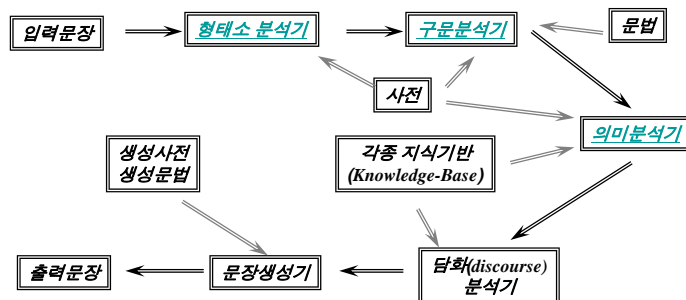 입력문장
형태소 분석기
구문분석기
문법
사전
의미분석기
생성사전
생성문법
각종 지식기반
(Knowledge-Base)
출력문장
문장생성기
담화(discourse)
분석기